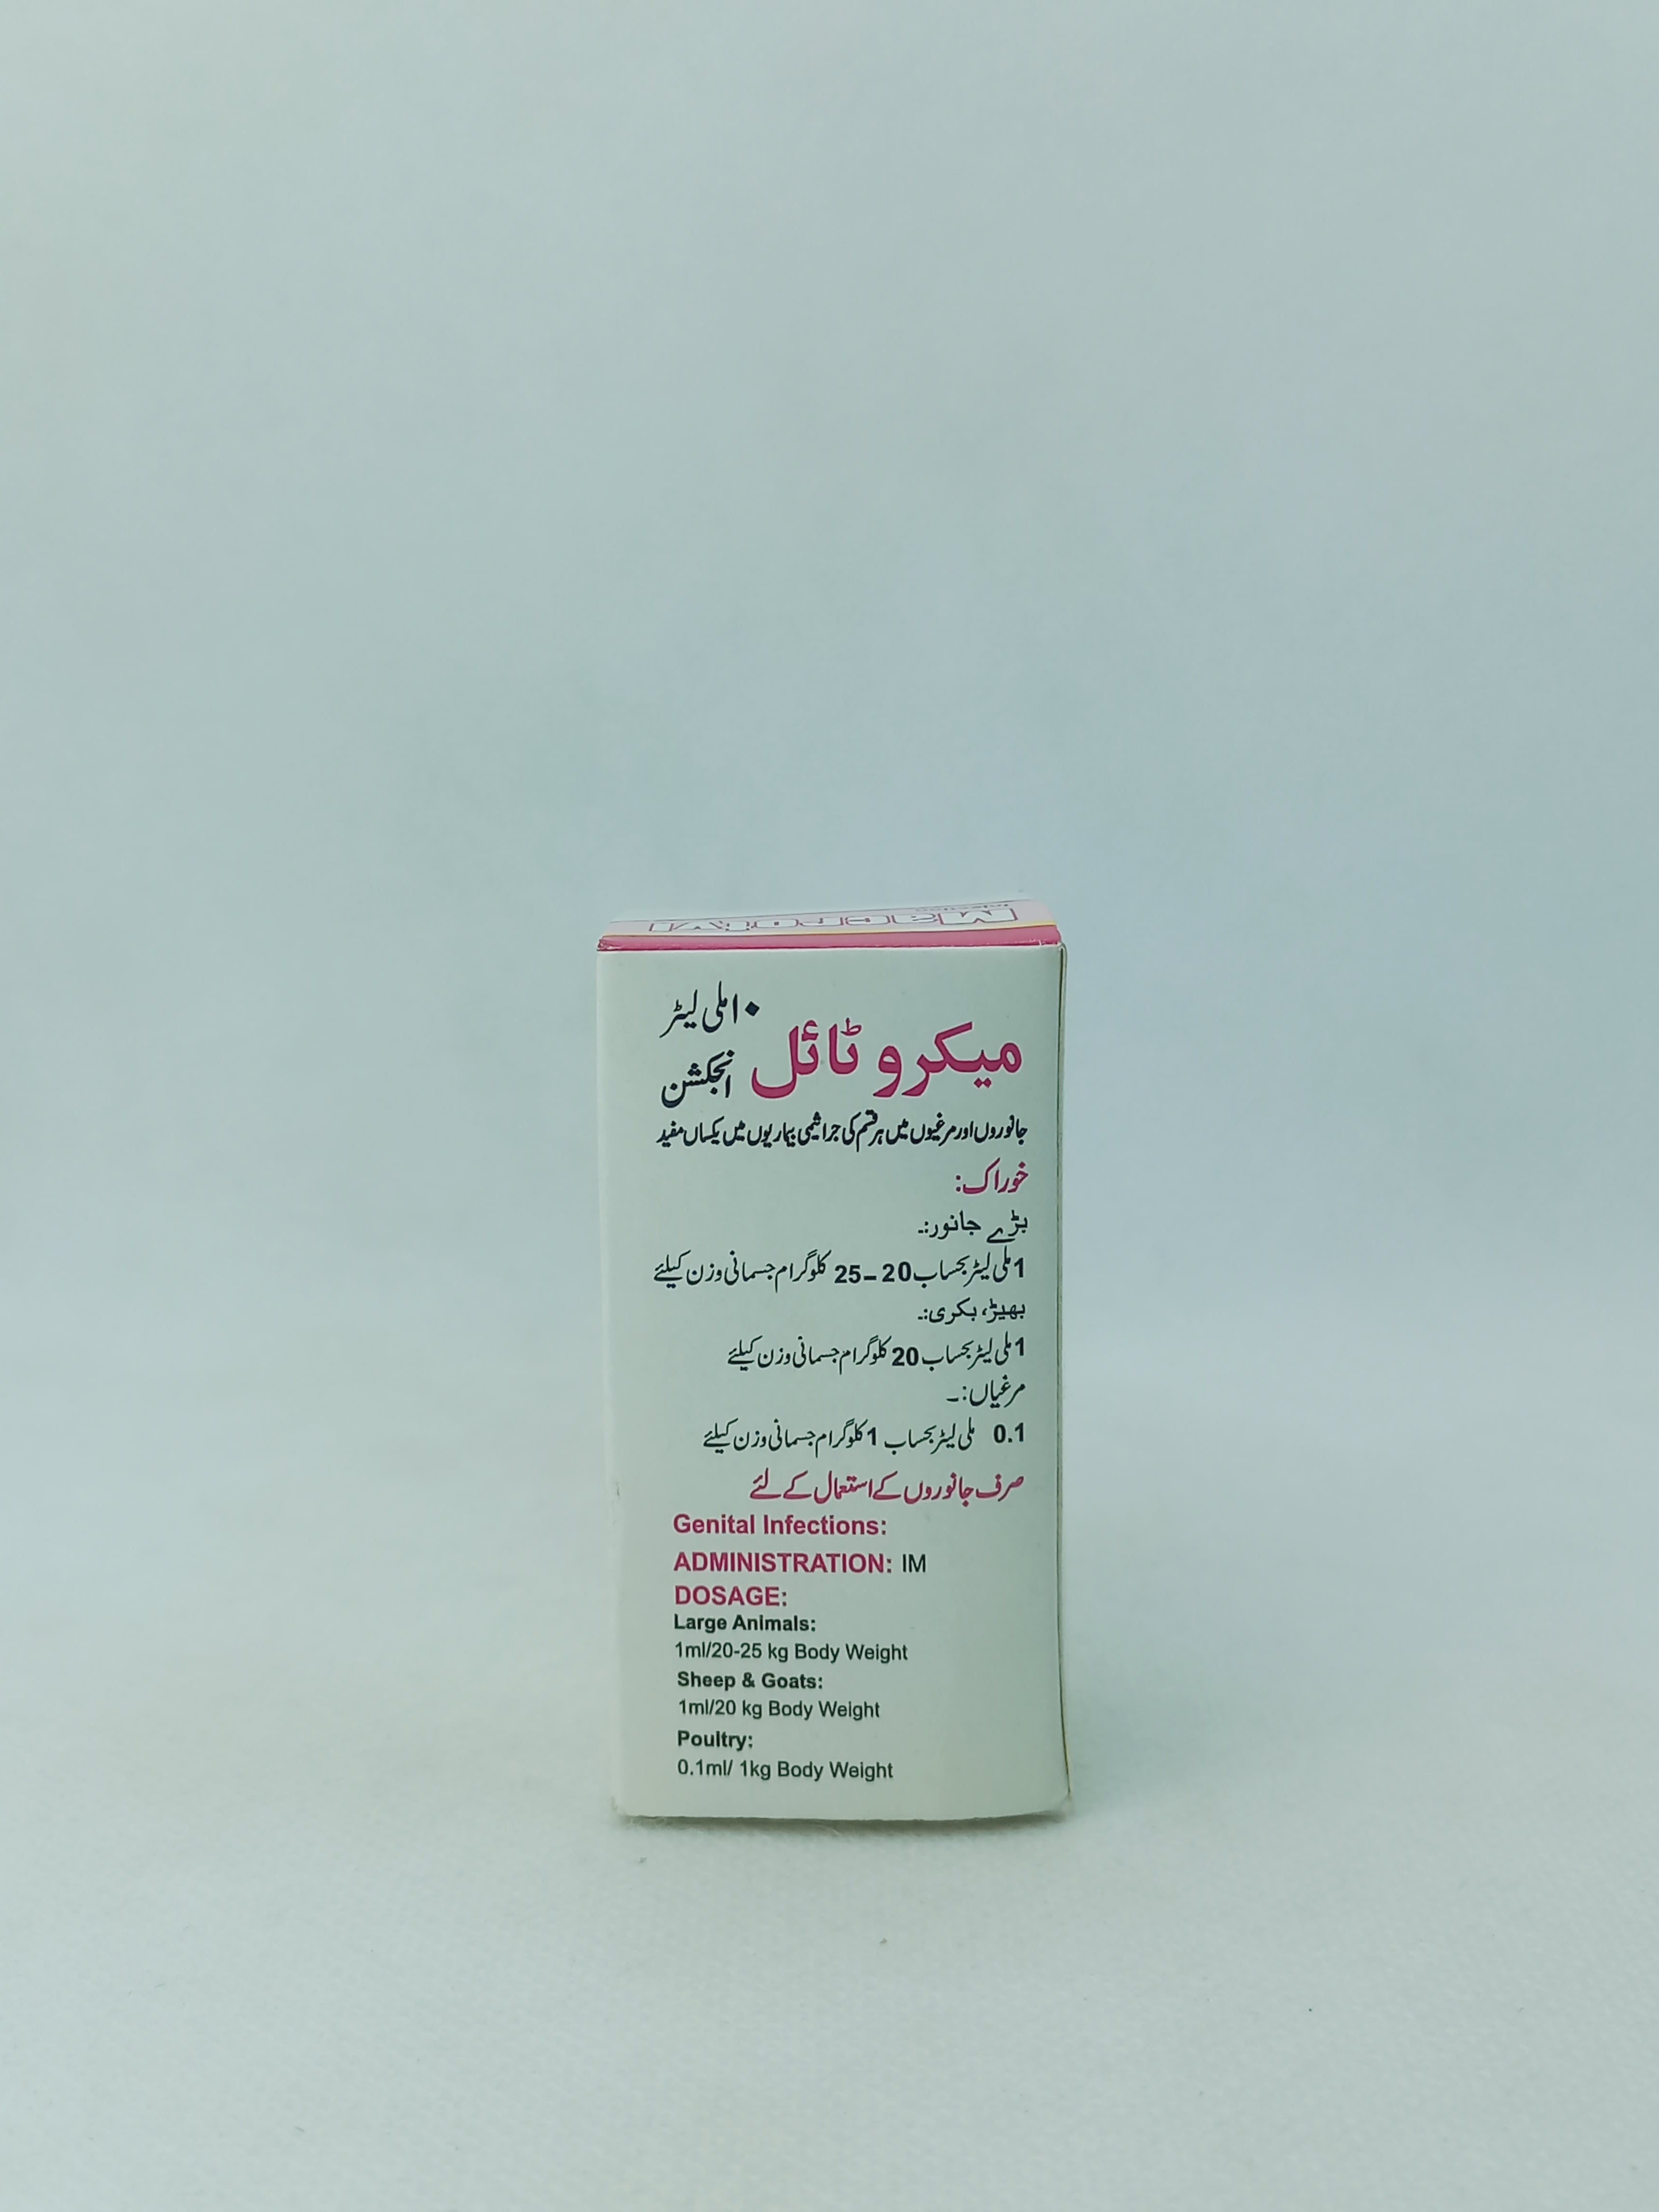 Macroty
۱۰ ملی لیٹر
میکرو ٹائل
انجکشن
جانوروں اور مرغیوں میں ہر قسم کی جراثیمی بیماریوں میں یکساں مفید
خوراک:
بڑے جانور:۔
1 ملی لیٹر بحساب 20–25 کلوگرام جسمانی وزن کیلئے
بھیڑ، بکری:۔
1 ملی لیٹر بحساب 20 کلوگرام جسمانی وزن کیلئے
مرغیاں:۔
0.1 ملی لیٹر بحساب 1 کلوگرام جسمانی وزن کیلئے
صرف جانوروں کے استعمال کے لئے
Genital Infections:
ADMINISTRATION: IM
DOSAGE:
Large Animals:
1ml/20-25 kg Body Weight
Sheep & Goats:
1ml/20 kg Body Weight
Poultry:
0.1ml/ 1kg Body Weight